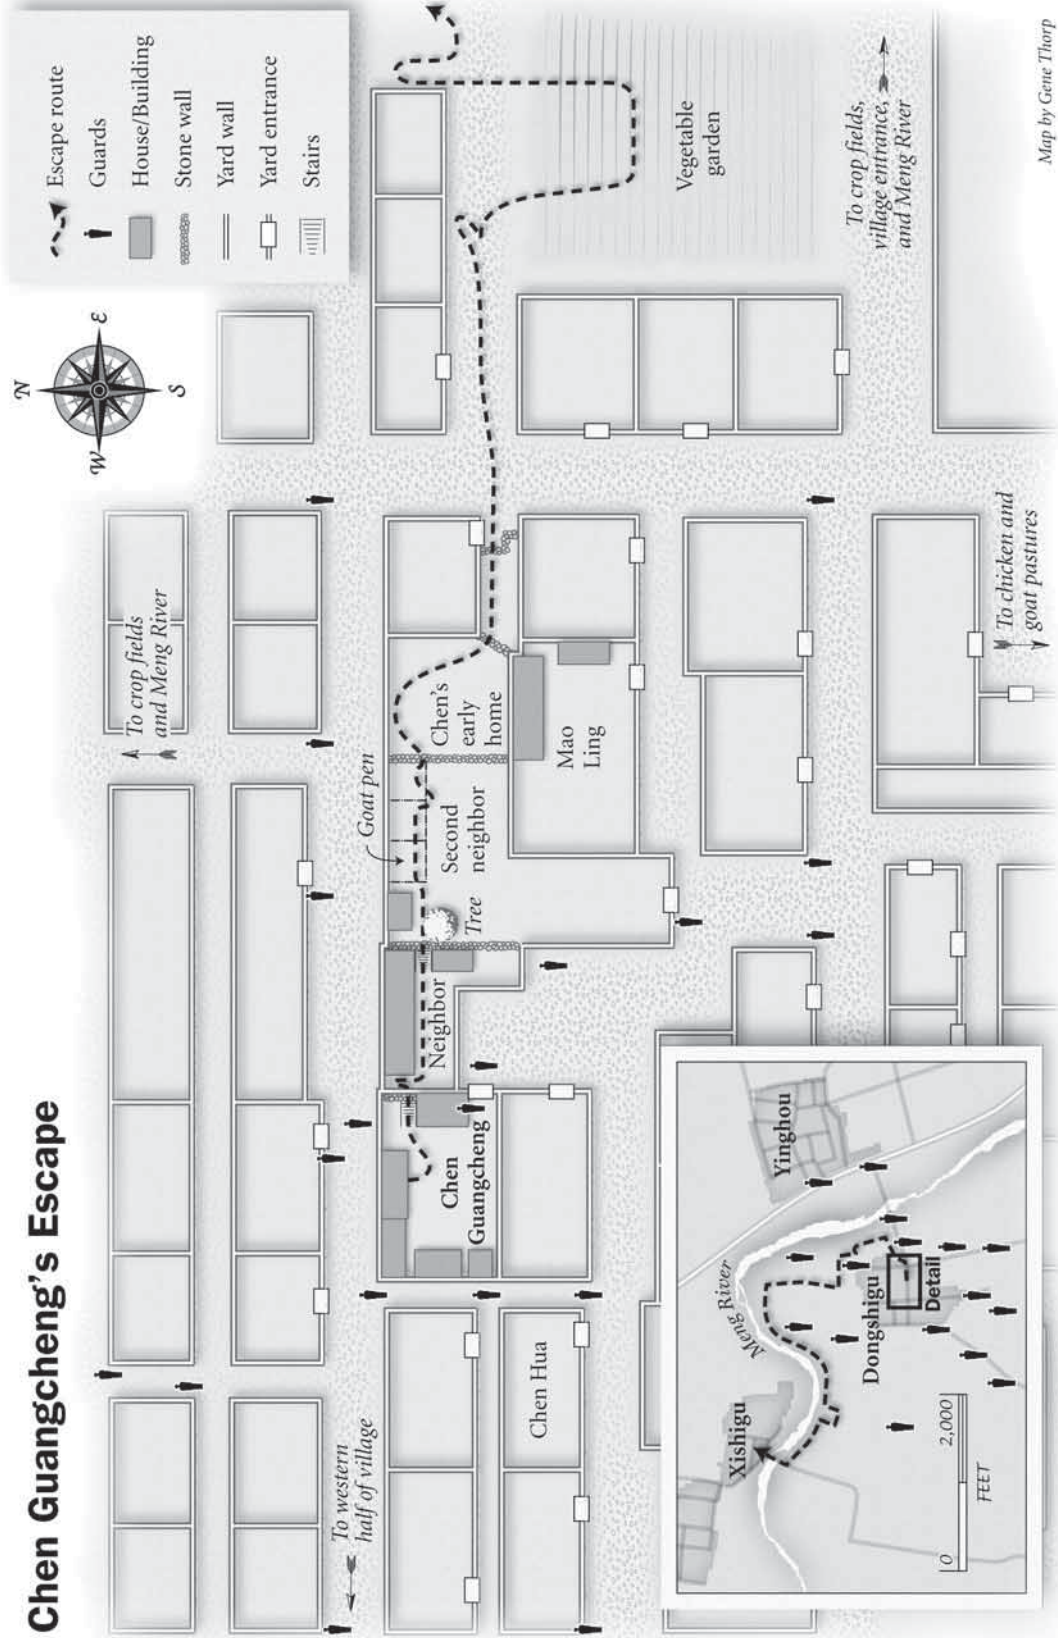 Chen Guangcheng's Escape
N
W
E
S
Escape route
Guards
House/Building
Stone wall
Yard wall
Yard entrance
Stairs
To crop fields
and Meng River
To western
half of village
Goat pen
Chen
Guangcheng
Neighbor
Tree
Second
neighbor
Chen's
early
home
Mao
Ling
Chen Hua
Vegetable
garden
To crop fields,
village entrance,
and Meng River
To chicken and
goat pastures
Xishigu
Meng River
Yinghou
Dongshigu
Detail
0
2,000
FEET
Map by Gene Thorp